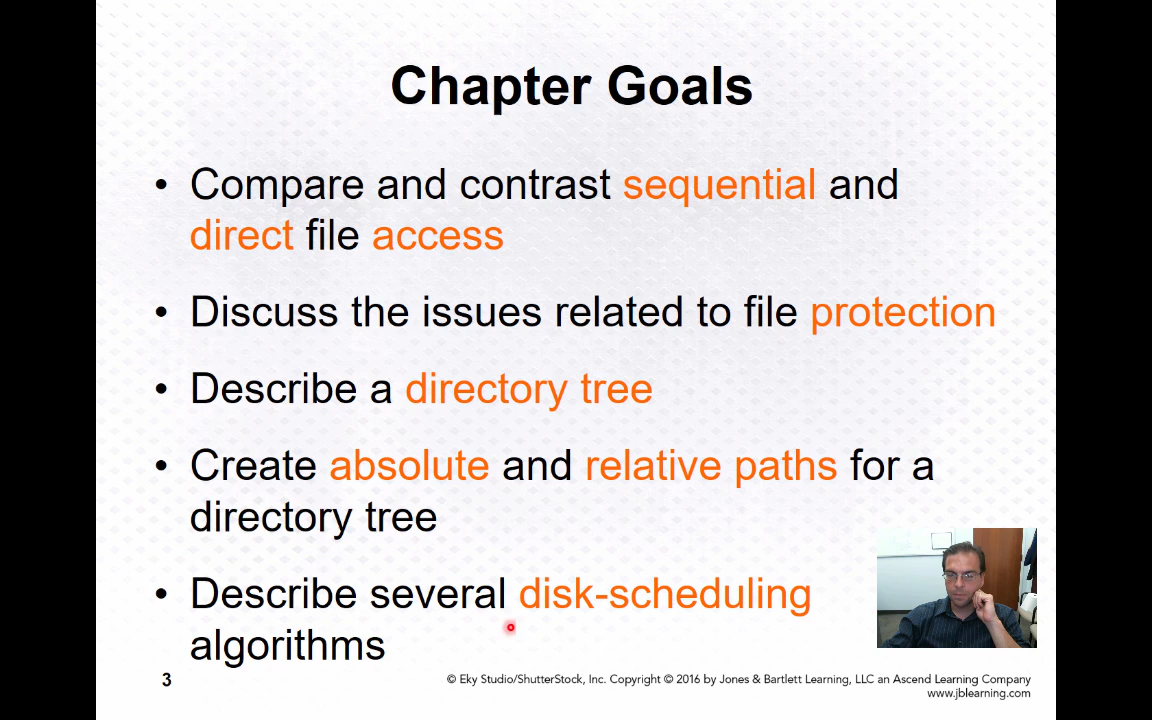 Chapter Goals
• Compare and contrast sequential and
direct file access
• Discuss the issues related to file protection
• Describe a directory tree
• Create absolute and relative paths for a
directory tree
• Describe several disk-scheduling
algorithms
3
© Eky Studio/ShutterStock, Inc. Copyright © 2016 by Jones & Bartlett Learning, LLC an Ascend Learning Company
www.jblearning.com